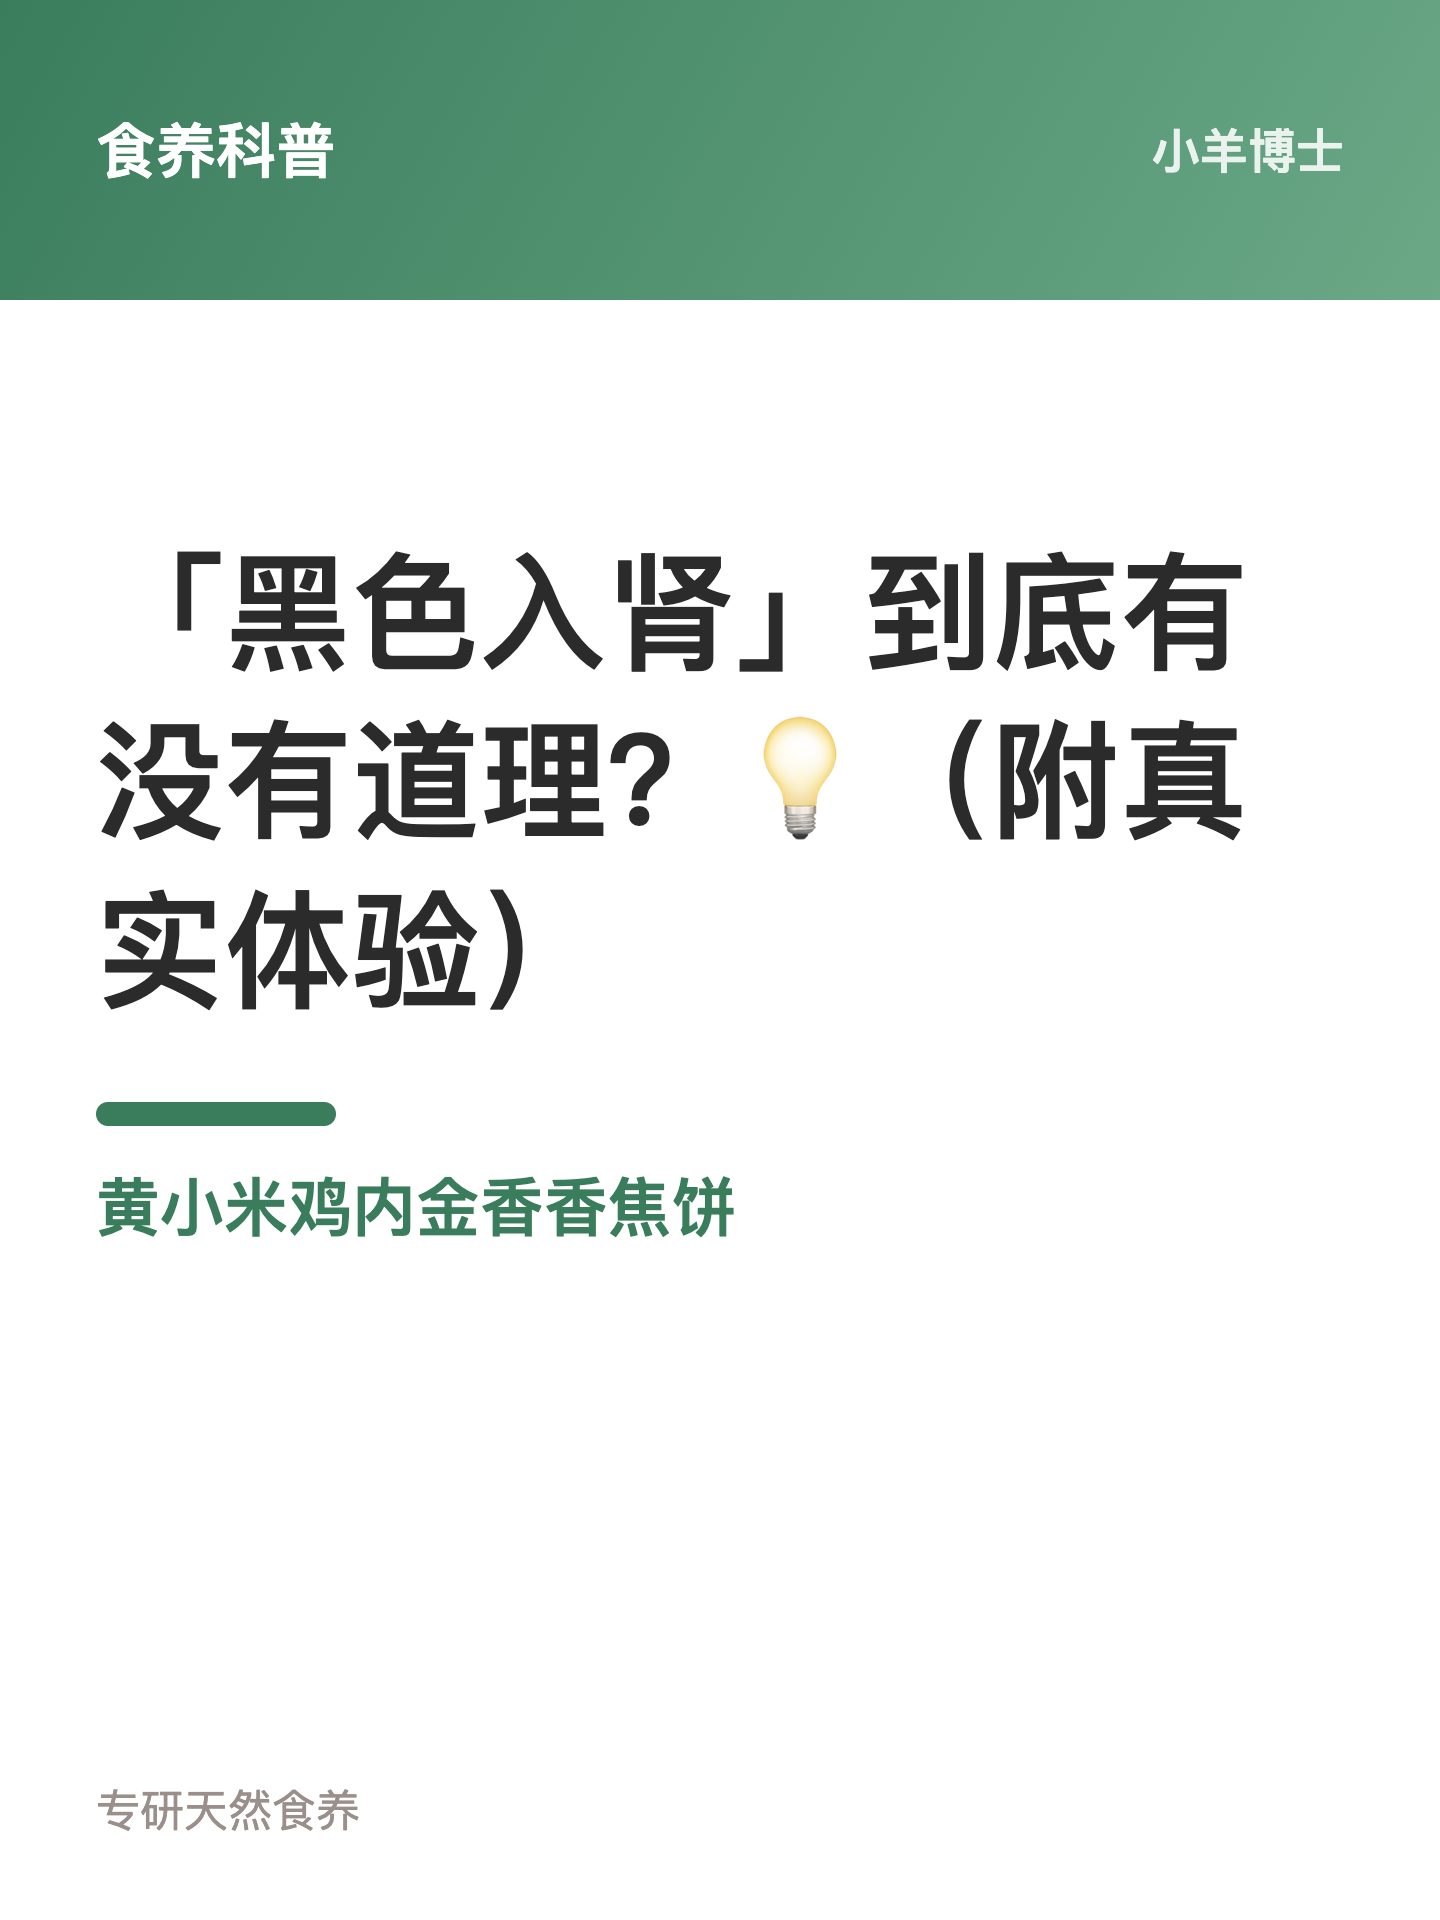 食养科普
小羊博士
「黑色入肾」到底有
没有道理？💡（附真
实体验）
黄小米鸡内金香香焦饼
专研天然食养